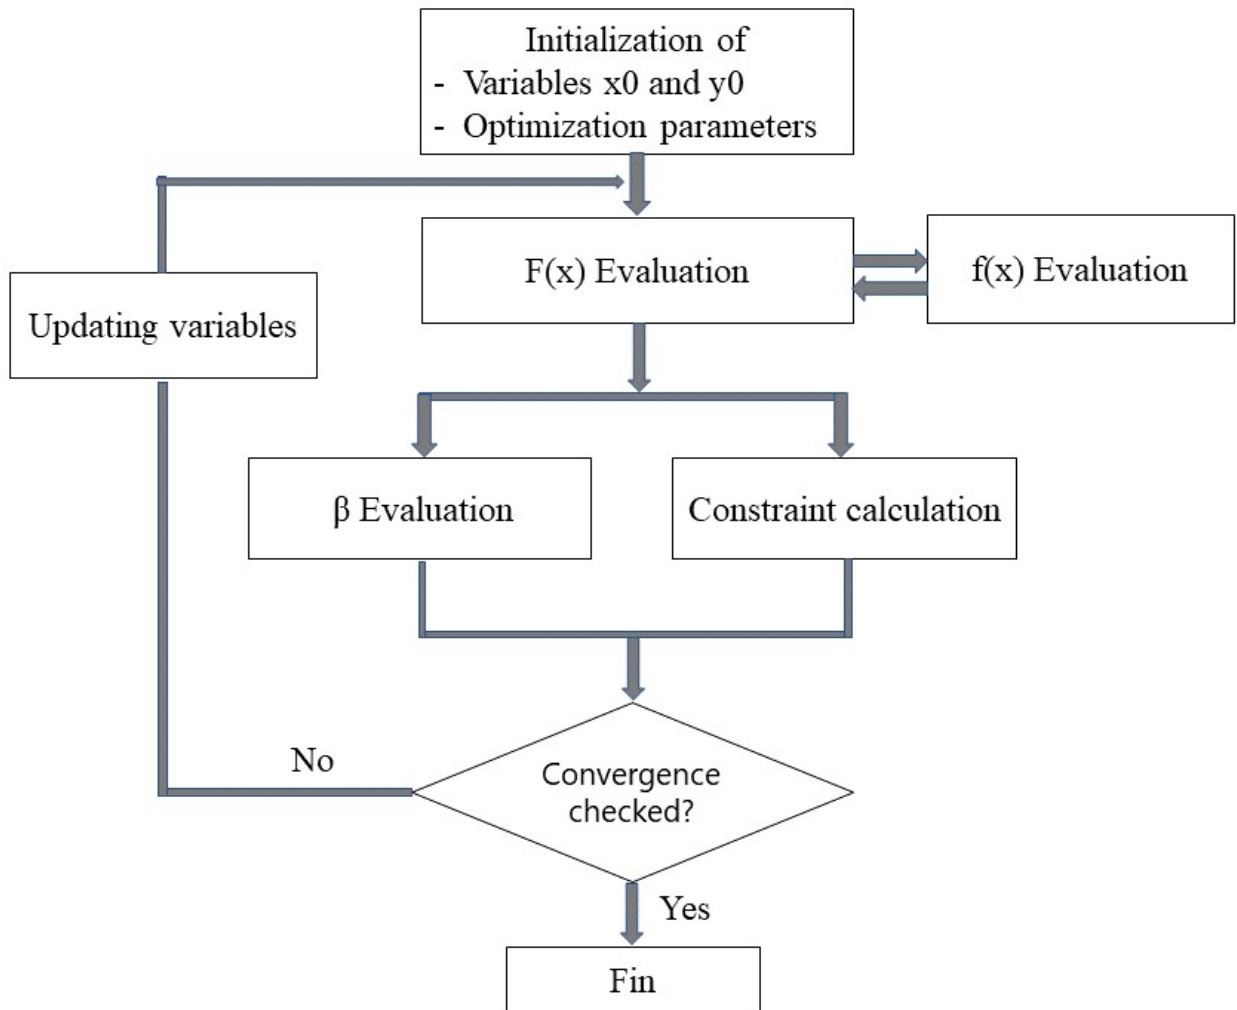 Initialization of
- Variables x0 and y0
- Optimization parameters
F(x) Evaluation
f(x) Evaluation
Updating variables
β Evaluation
Constraint calculation
No
Convergence
checked?
Yes
Fin